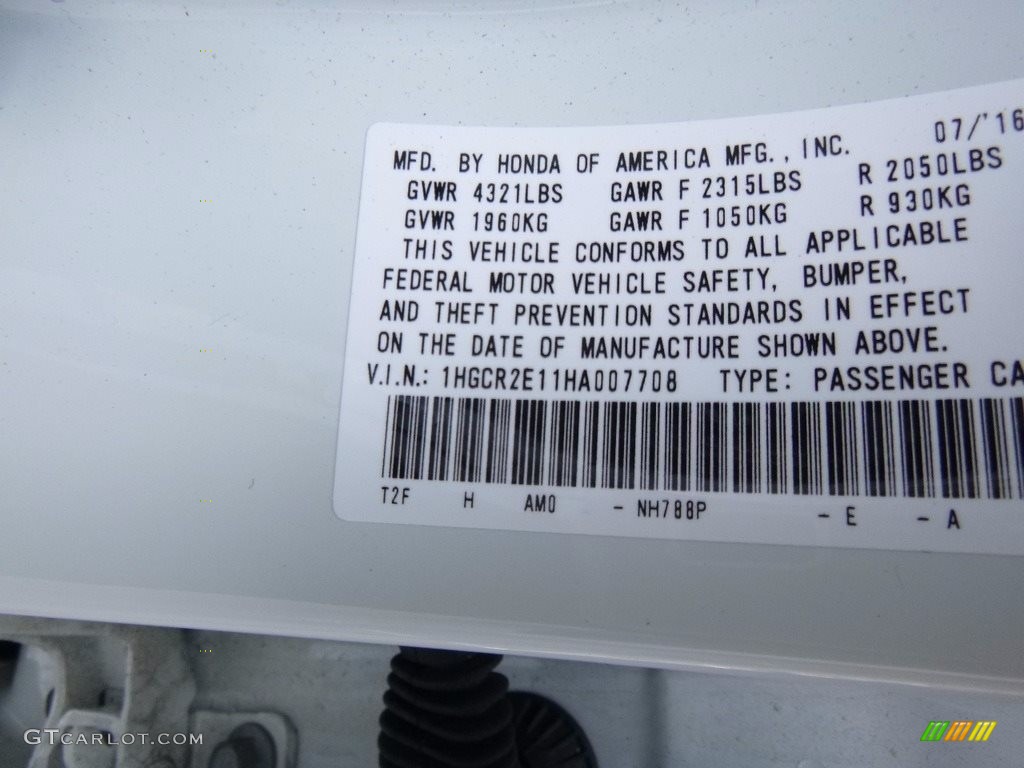 07/'16
MFD. BY HONDA OF AMERICA MFG., INC.
GVWR 4321LBS GAWR F 2315LBS R 2050LBS
GVWR 1960KG GAWR F 1050KG R 930KG
THIS VEHICLE CONFORMS TO ALL APPLICABLE
FEDERAL MOTOR VEHICLE SAFETY, BUMPER,
AND THEFT PREVENTION STANDARDS IN EFFECT
ON THE DATE OF MANUFACTURE SHOWN ABOVE.
V.I.N.: 1HGCR2E11HA007708 TYPE: PASSENGER CA
T2F H AM0 - NH788P - E - A
GTCARLOT.COM